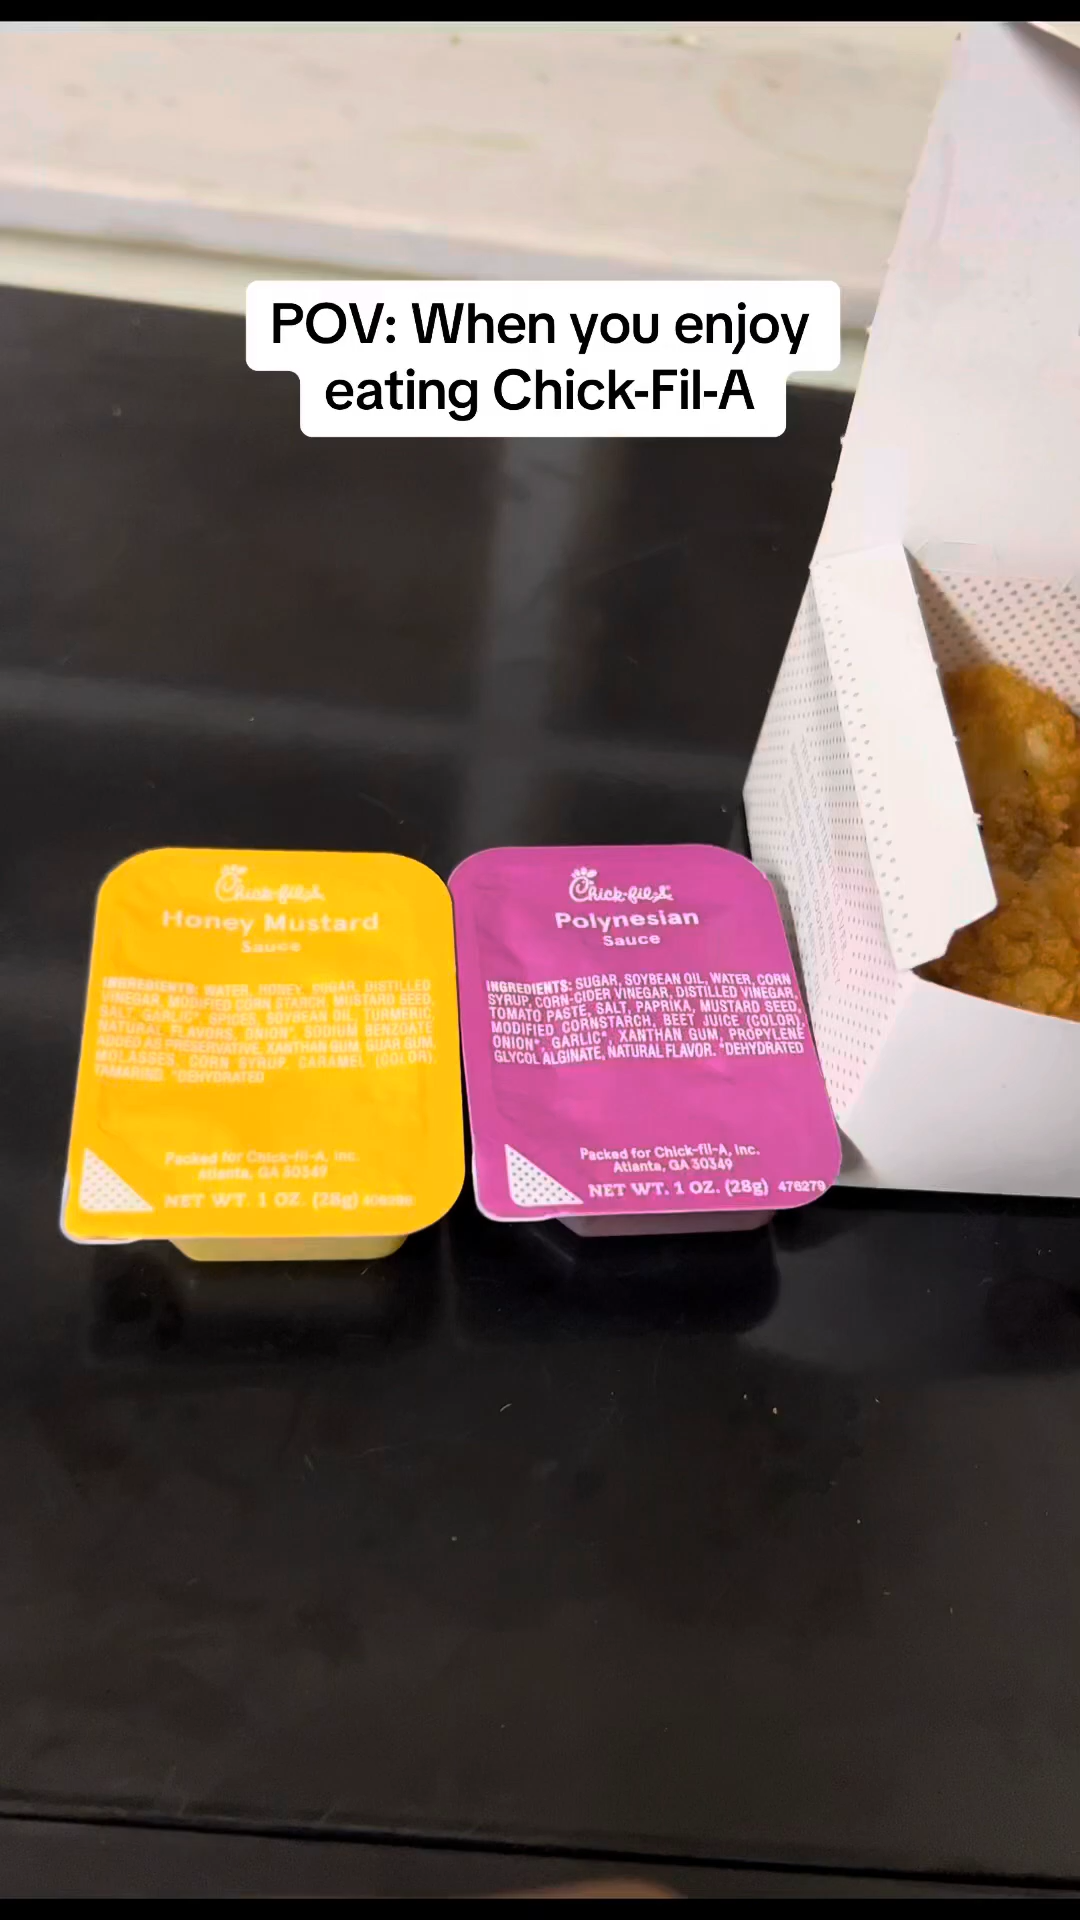 POV: When you enjoy
eating Chick-Fil-A
Chick-fil-A
Honey Mustard
Sauce
INGREDIENTS: WATER, HONEY, SUGAR, DISTILLED
VINEGAR, MODIFIED CORN STARCH, MUSTARD SEED,
SALT, GARLIC*, SPICES, SOYBEAN OIL, TURMERIC,
NATURAL FLAVORS, ONION*, SODIUM BENZOATE
ADDED AS PRESERVATIVE, XANTHAN GUM, GUAR GUM,
MOLASSES, CORN SYRUP, CARAMEL (COLOR),
TAMARIND. *DEHYDRATED
Packed for Chick-fil-A, Inc.
Atlanta, GA 30349
NET WT. 1 OZ. (28g)
Chick-fil-A
Polynesian
Sauce
INGREDIENTS: SUGAR, SOYBEAN OIL, WATER, CORN
SYRUP, CORN-CIDER VINEGAR, DISTILLED VINEGAR,
TOMATO PASTE, SALT, PAPRIKA, MUSTARD SEED,
MODIFIED CORNSTARCH, BEET JUICE (COLOR),
ONION*, GARLIC*, XANTHAN GUM, PROPYLENE
GLYCOL ALGINATE, NATURAL FLAVOR. *DEHYDRATED
Packed for Chick-fil-A, Inc.
Atlanta, GA 30349
NET WT. 1 OZ. (28g) 476279